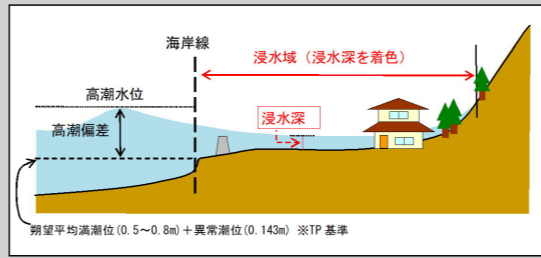 海岸線
浸水域（浸水深を着色）
高潮水位
高潮偏差
浸水深
朔望平均満潮位(0.5～0.8m)＋異常潮位(0.143m) ※TP 基準